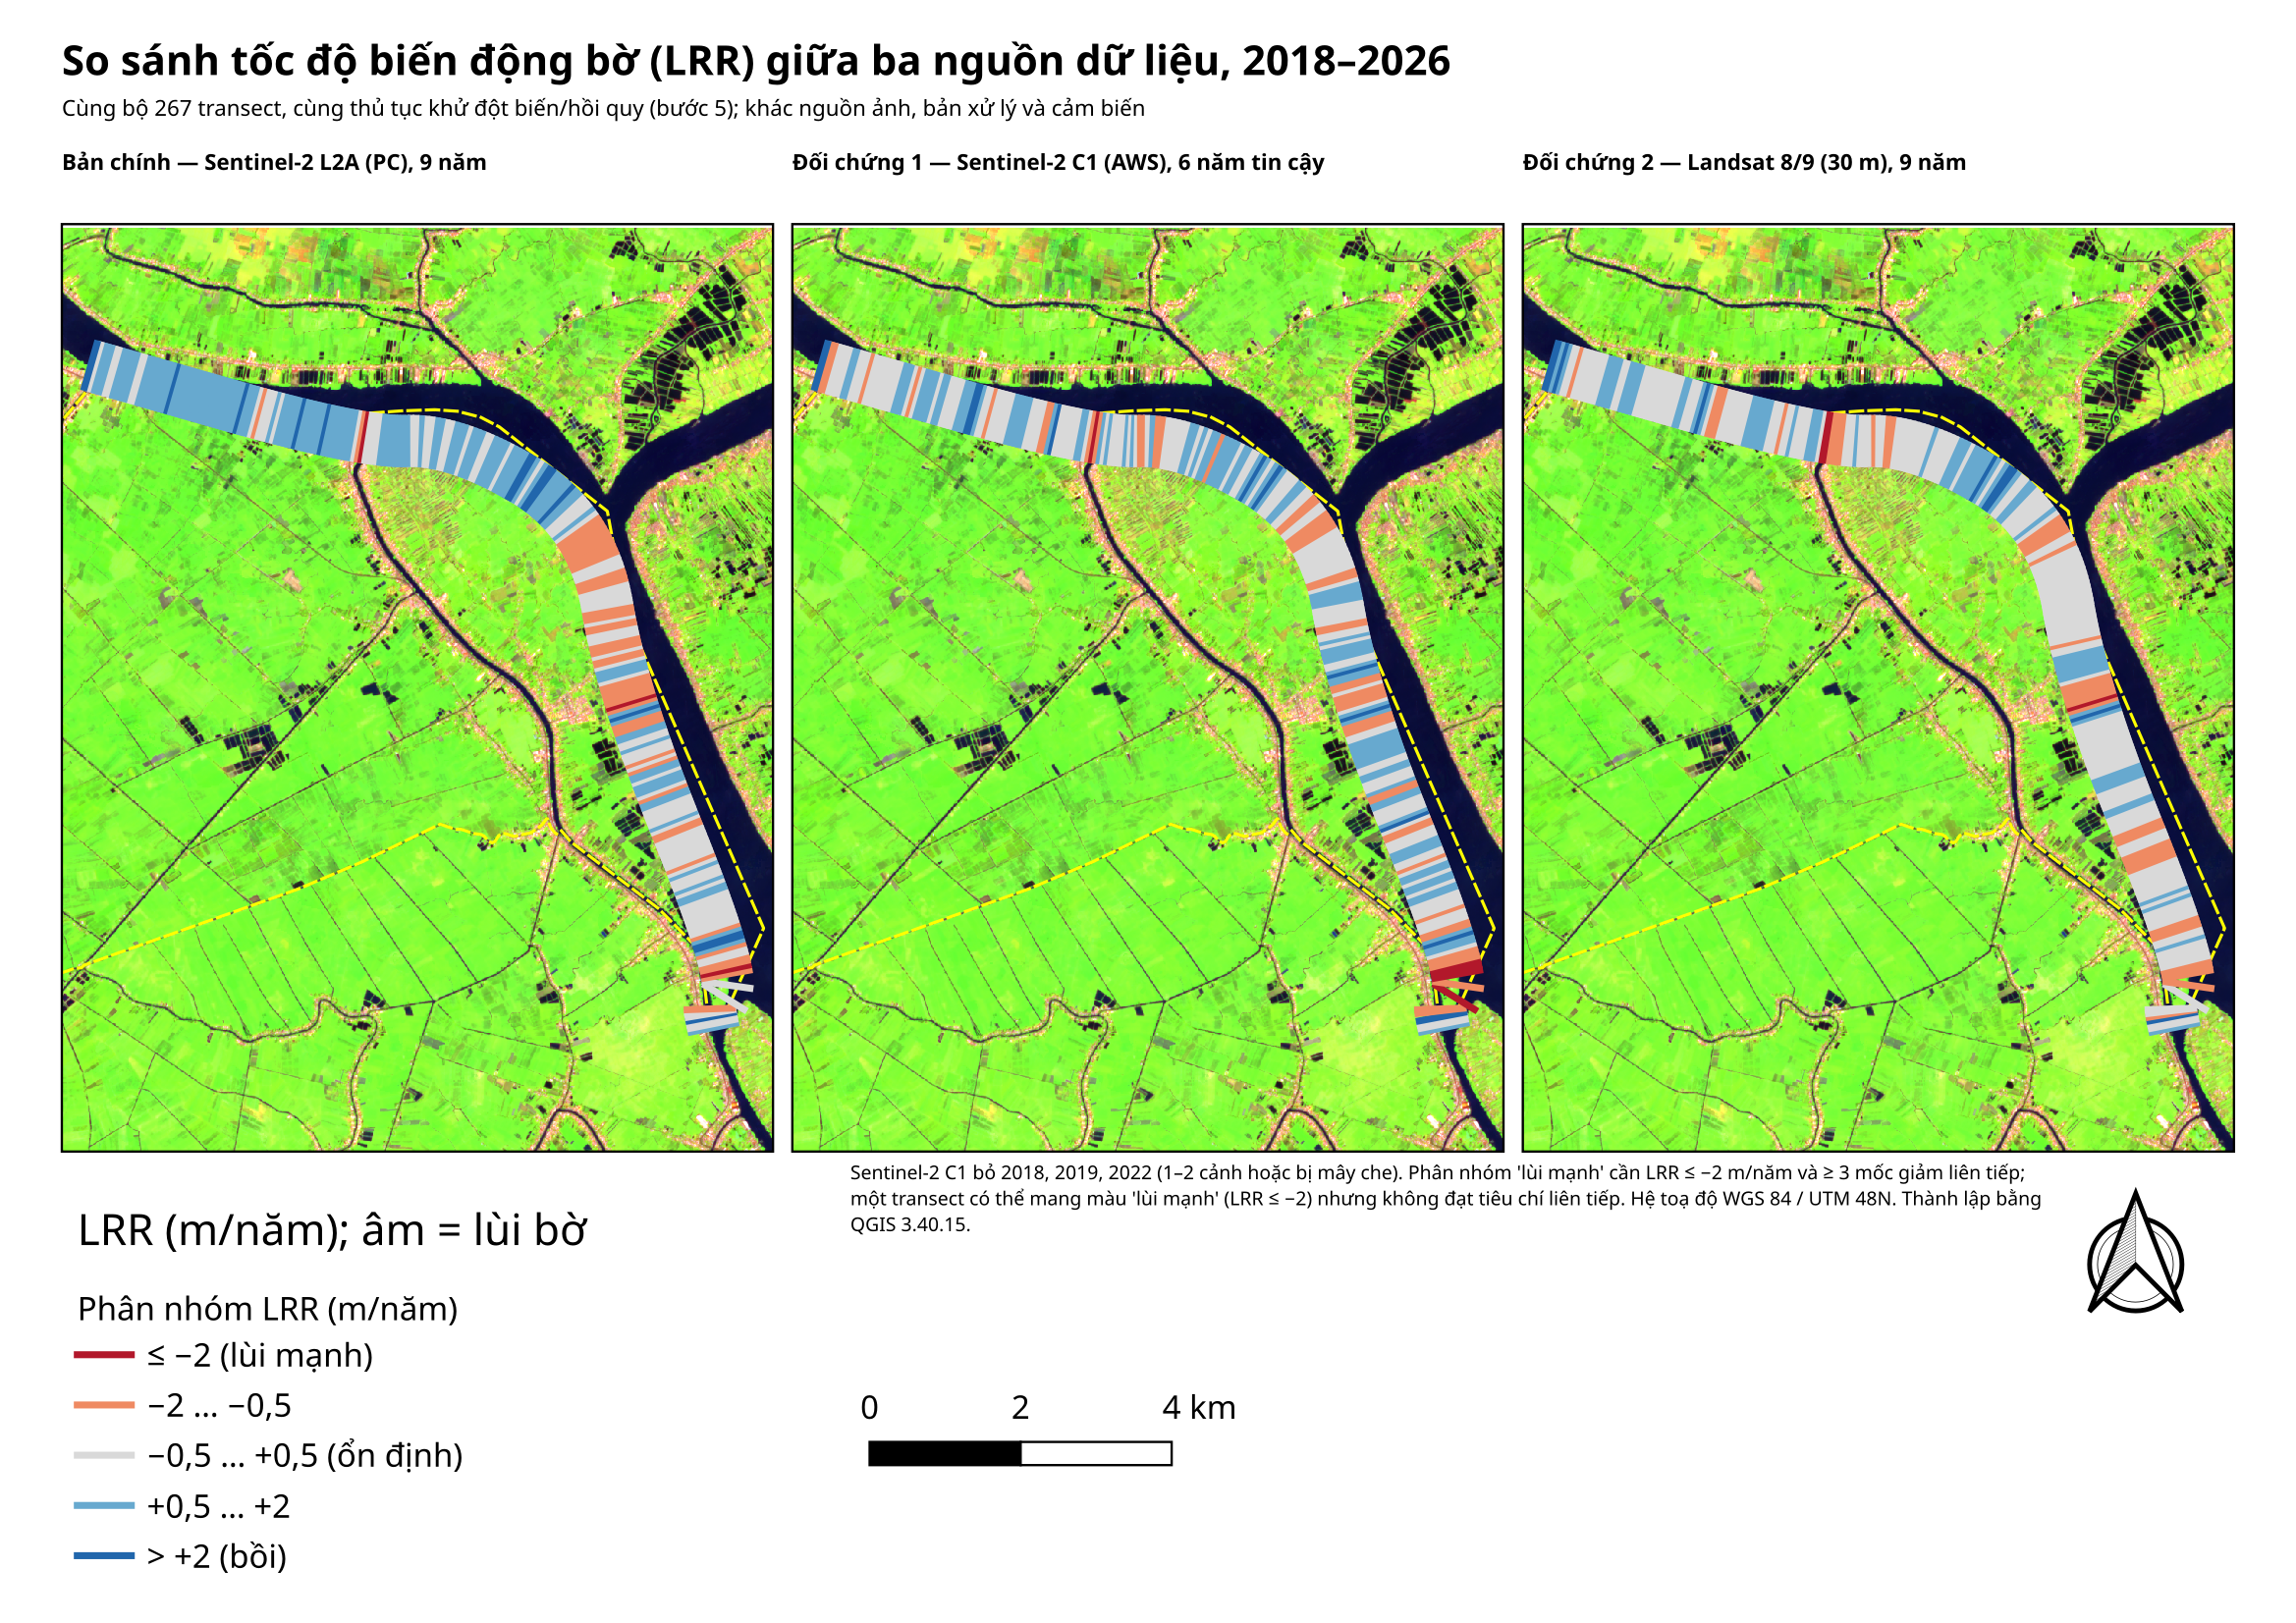 So sánh tốc độ biến động bờ (LRR) giữa ba nguồn dữ liệu, 2018–2026
Cùng bộ 267 transect, cùng thủ tục khử đột biến/hồi quy (bước 5); khác nguồn ảnh, bản xử lý và cảm biến
Bản chính — Sentinel-2 L2A (PC), 9 năm
Đối chứng 1 — Sentinel-2 C1 (AWS), 6 năm tin cậy
Đối chứng 2 — Landsat 8/9 (30 m), 9 năm
Sentinel-2 C1 bỏ 2018, 2019, 2022 (1–2 cảnh hoặc bị mây che). Phân nhóm 'lùi mạnh' cần LRR ≤ −2 m/năm và ≥ 3 mốc giảm liên tiếp;
một transect có thể mang màu 'lùi mạnh' (LRR ≤ −2) nhưng không đạt tiêu chí liên tiếp. Hệ toạ độ WGS 84 / UTM 48N. Thành lập bằng
QGIS 3.40.15.
LRR (m/năm); âm = lùi bờ
Phân nhóm LRR (m/năm)
≤ −2 (lùi mạnh)
−2 … −0,5
−0,5 … +0,5 (ổn định)
+0,5 … +2
> +2 (bồi)
0 2 4 km